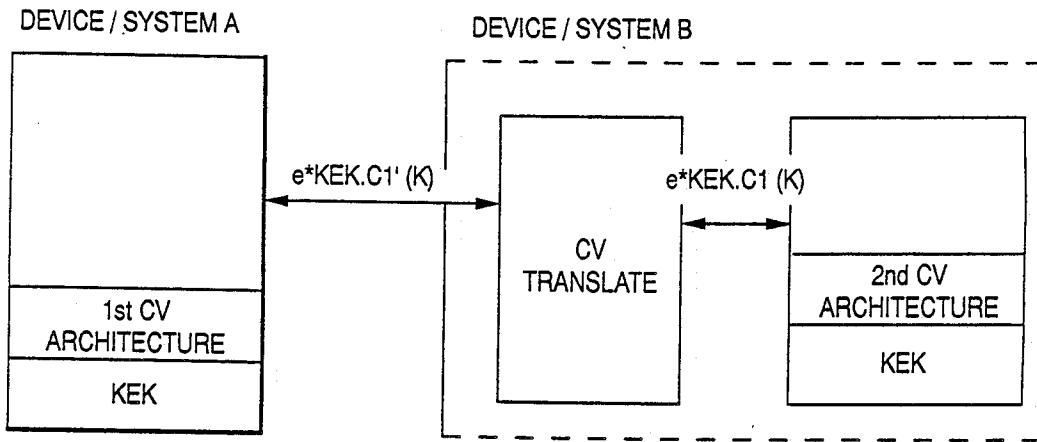 DEVICE / SYSTEM A
DEVICE / SYSTEM B
e*KEK.C1' (K)
e*KEK.C1 (K)
CV
TRANSLATE
1st CV
ARCHITECTURE
KEK
2nd CV
ARCHITECTURE
KEK